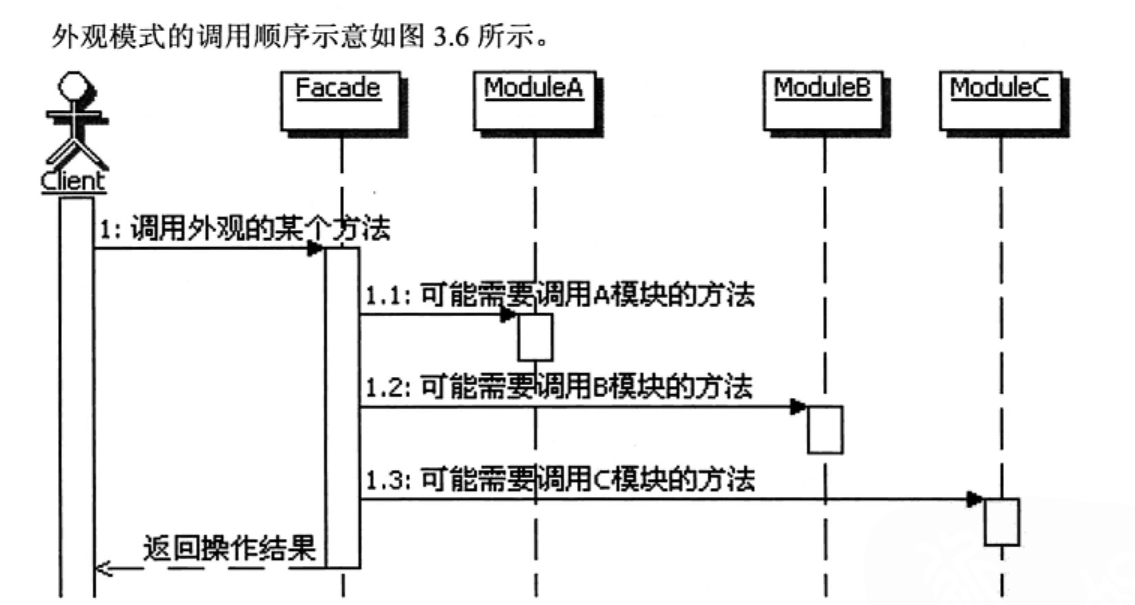 外观模式的调用顺序示意如图 3.6 所示。
Facade
ModuleA
ModuleB
ModuleC
Client
1: 调用外观的某个方法
1.1: 可能需要调用A模块的方法
1.2: 可能需要调用B模块的方法
1.3: 可能需要调用C模块的方法
返回操作结果